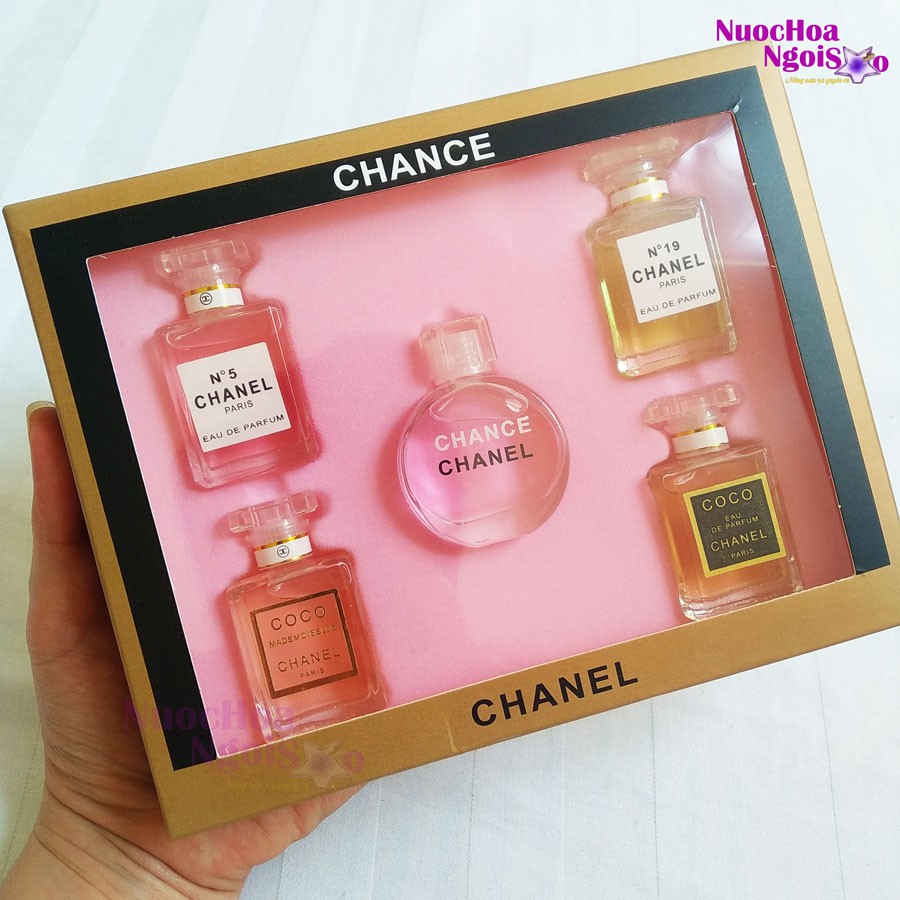 NuocHoa
NgoiSao
CHANCE
N° 5
CHANEL
PARIS
EAU DE PARFUM
N° 19
CHANEL
PARIS
EAU DE PARFUM
CHANCE
CHANEL
COCO
EAU
DE PARFUM
CHANEL
PARIS
COCO
MADEMOIESLLE
CHANEL
PARIS
CHANEL
NuocHoa
NgoiSao